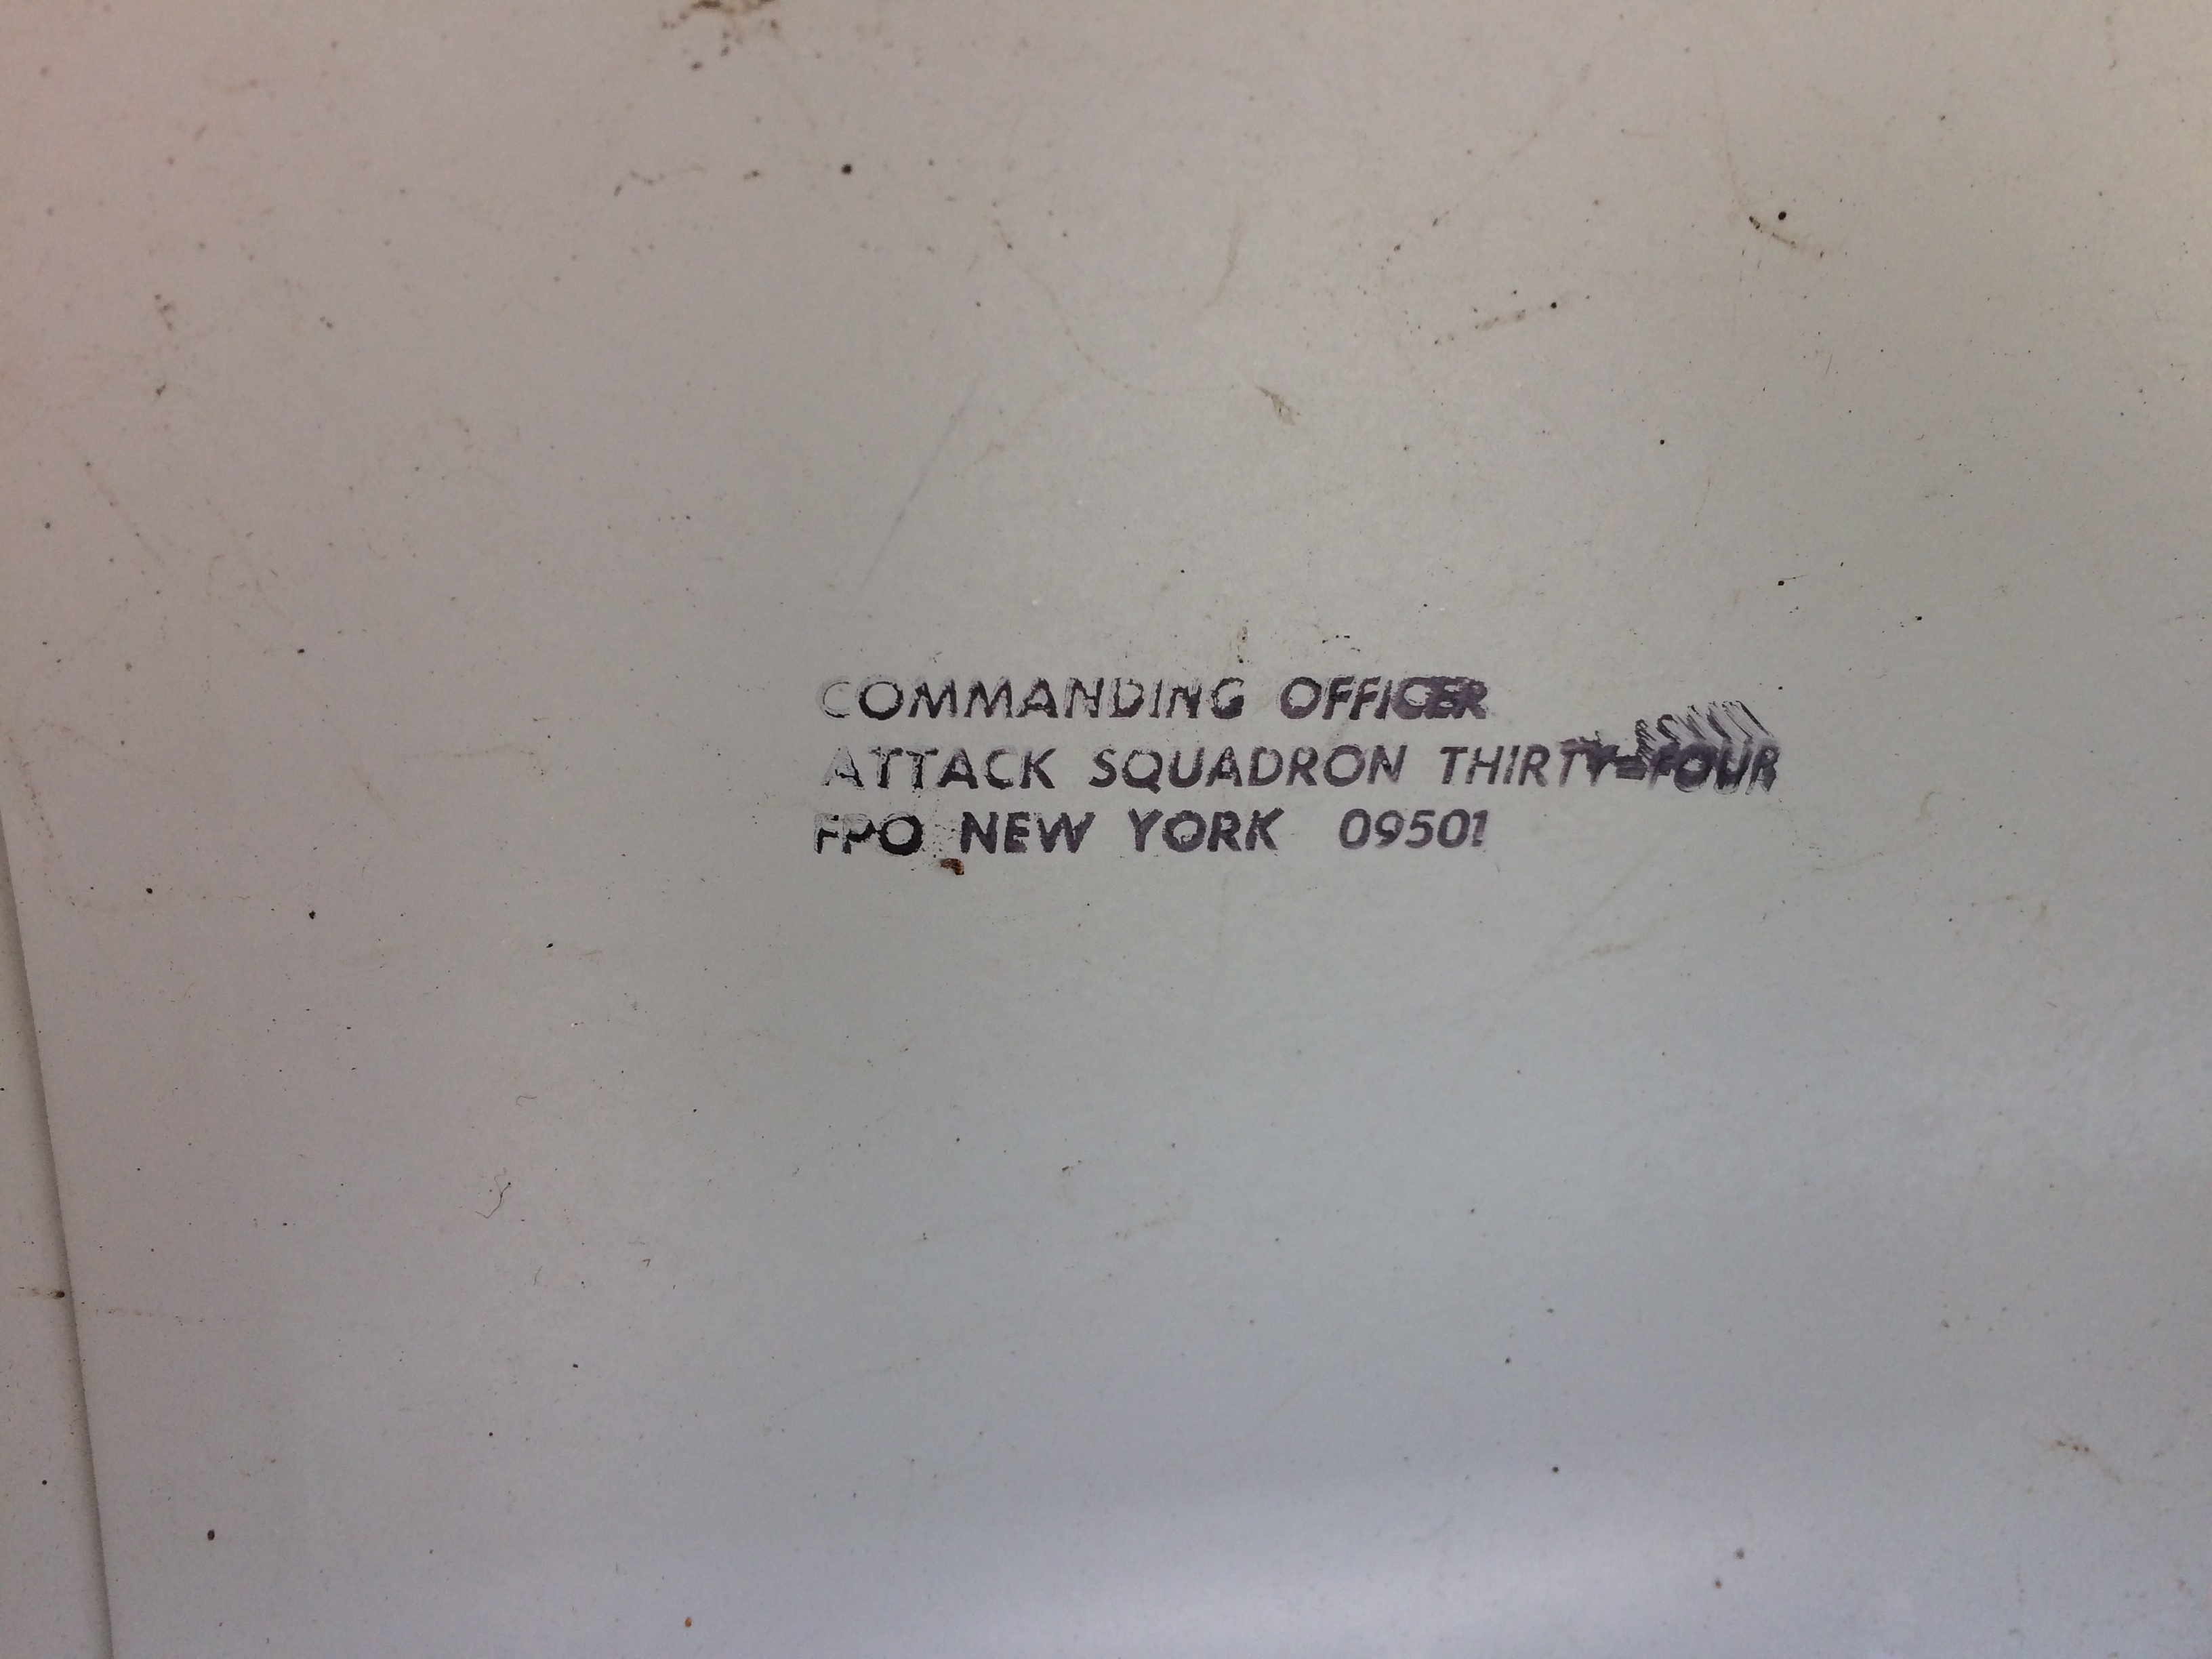 COMMANDING OFFICER
ATTACK SQUADRON THIRTY-FOUR
FPO NEW YORK 09501